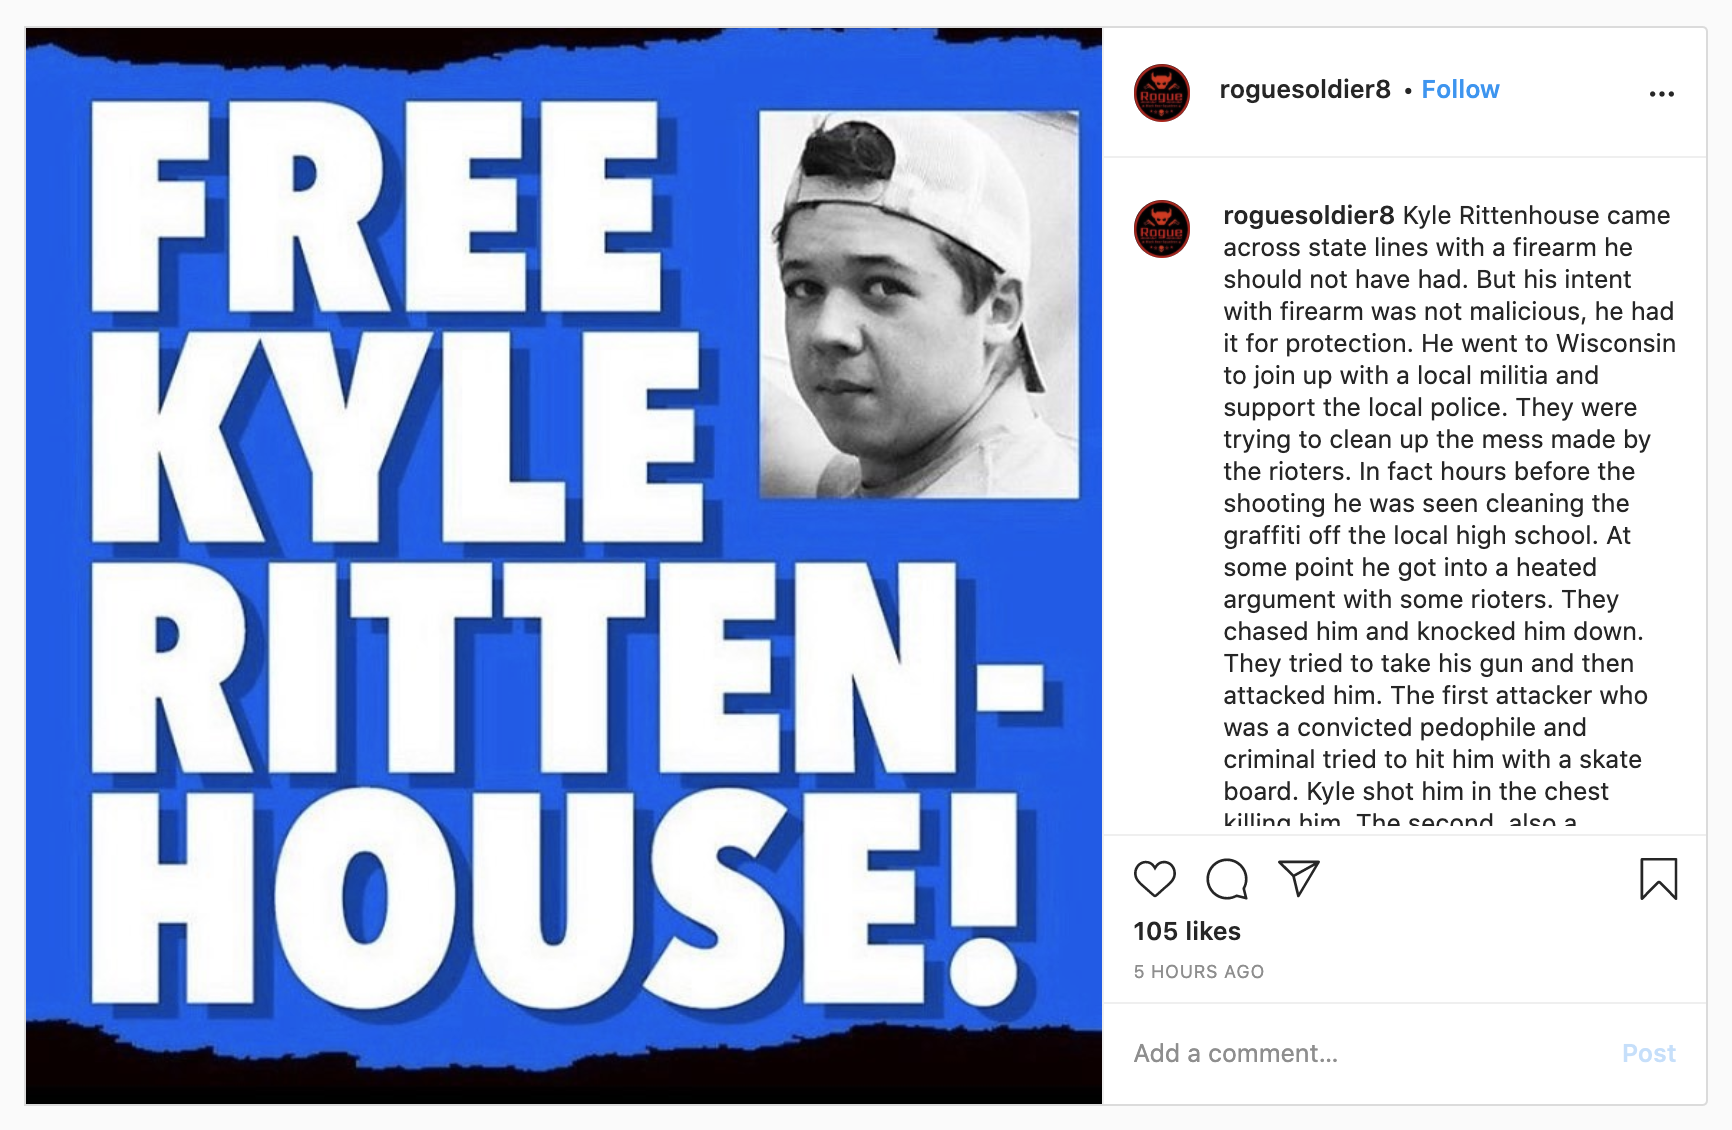 FREE
KYLE
RITTEN-
HOUSE!
Rogue
roguesoldier8 • Follow
Rogue
roguesoldier8 Kyle Rittenhouse came
across state lines with a firearm he
should not have had. But his intent
with firearm was not malicious, he had
it for protection. He went to Wisconsin
to join up with a local militia and
support the local police. They were
trying to clean up the mess made by
the rioters. In fact hours before the
shooting he was seen cleaning the
graffiti off the local high school. At
some point he got into a heated
argument with some rioters. They
chased him and knocked him down.
They tried to take his gun and then
attacked him. The first attacker who
was a convicted pedophile and
criminal tried to hit him with a skate
board. Kyle shot him in the chest
killing him. The second, also a
105 likes
5 HOURS AGO
Add a comment...
Post